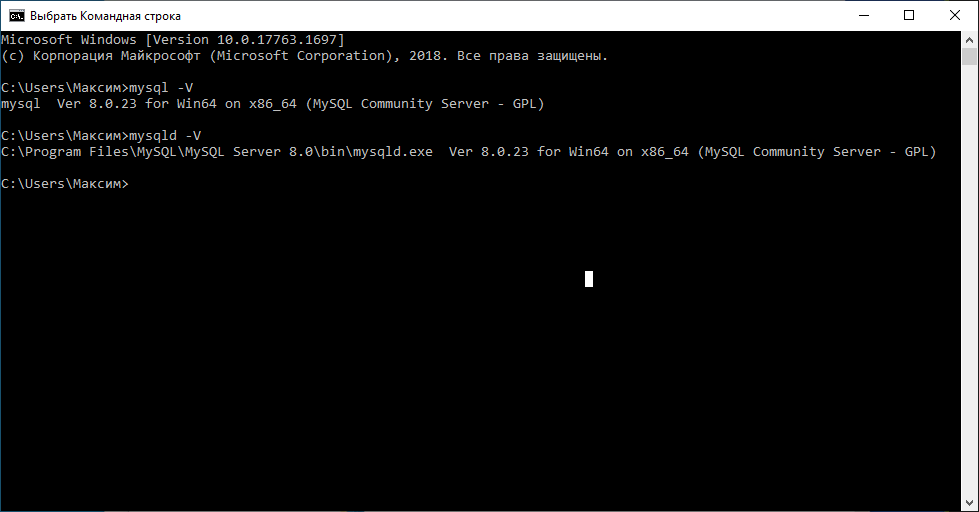 Выбрать Командная строка
Microsoft Windows [Version 10.0.17763.1697]
(c) Корпорация Майкрософт (Microsoft Corporation), 2018. Все права защищены.
C:\Users\Максим>mysql -V
mysql  Ver 8.0.23 for Win64 on x86_64 (MySQL Community Server - GPL)
C:\Users\Максим>mysqld -V
C:\Program Files\MySQL\MySQL Server 8.0\bin\mysqld.exe  Ver 8.0.23 for Win64 on x86_64 (MySQL Community Server - GPL)
C:\Users\Максим>